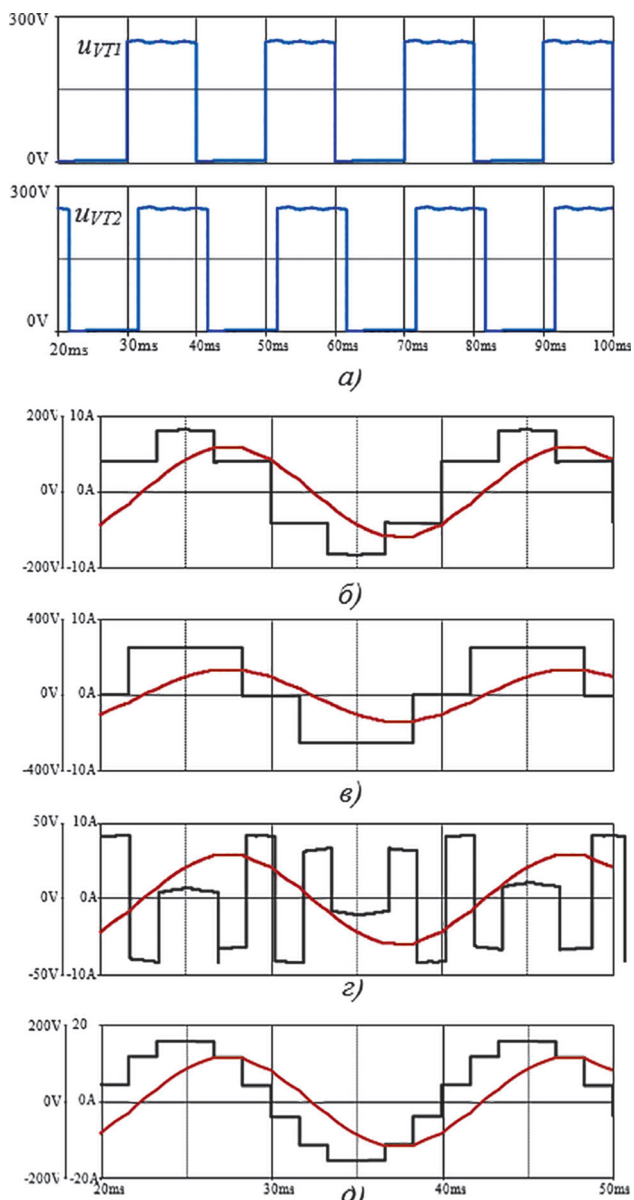 300V
uVT1
0V
300V
uVT2
0V
20ms 30ms 40ms 50ms 60ms 70ms 80ms 90ms 100ms
а)
200V 10A
0V 0A
-200V -10A
б)
400V 10A
0V 0A
-400V -10A
в)
50V 10A
0V 0A
-50V -10A
г)
200V 20
0V 0A
-200V -20A
20ms 30ms 40ms 50ms